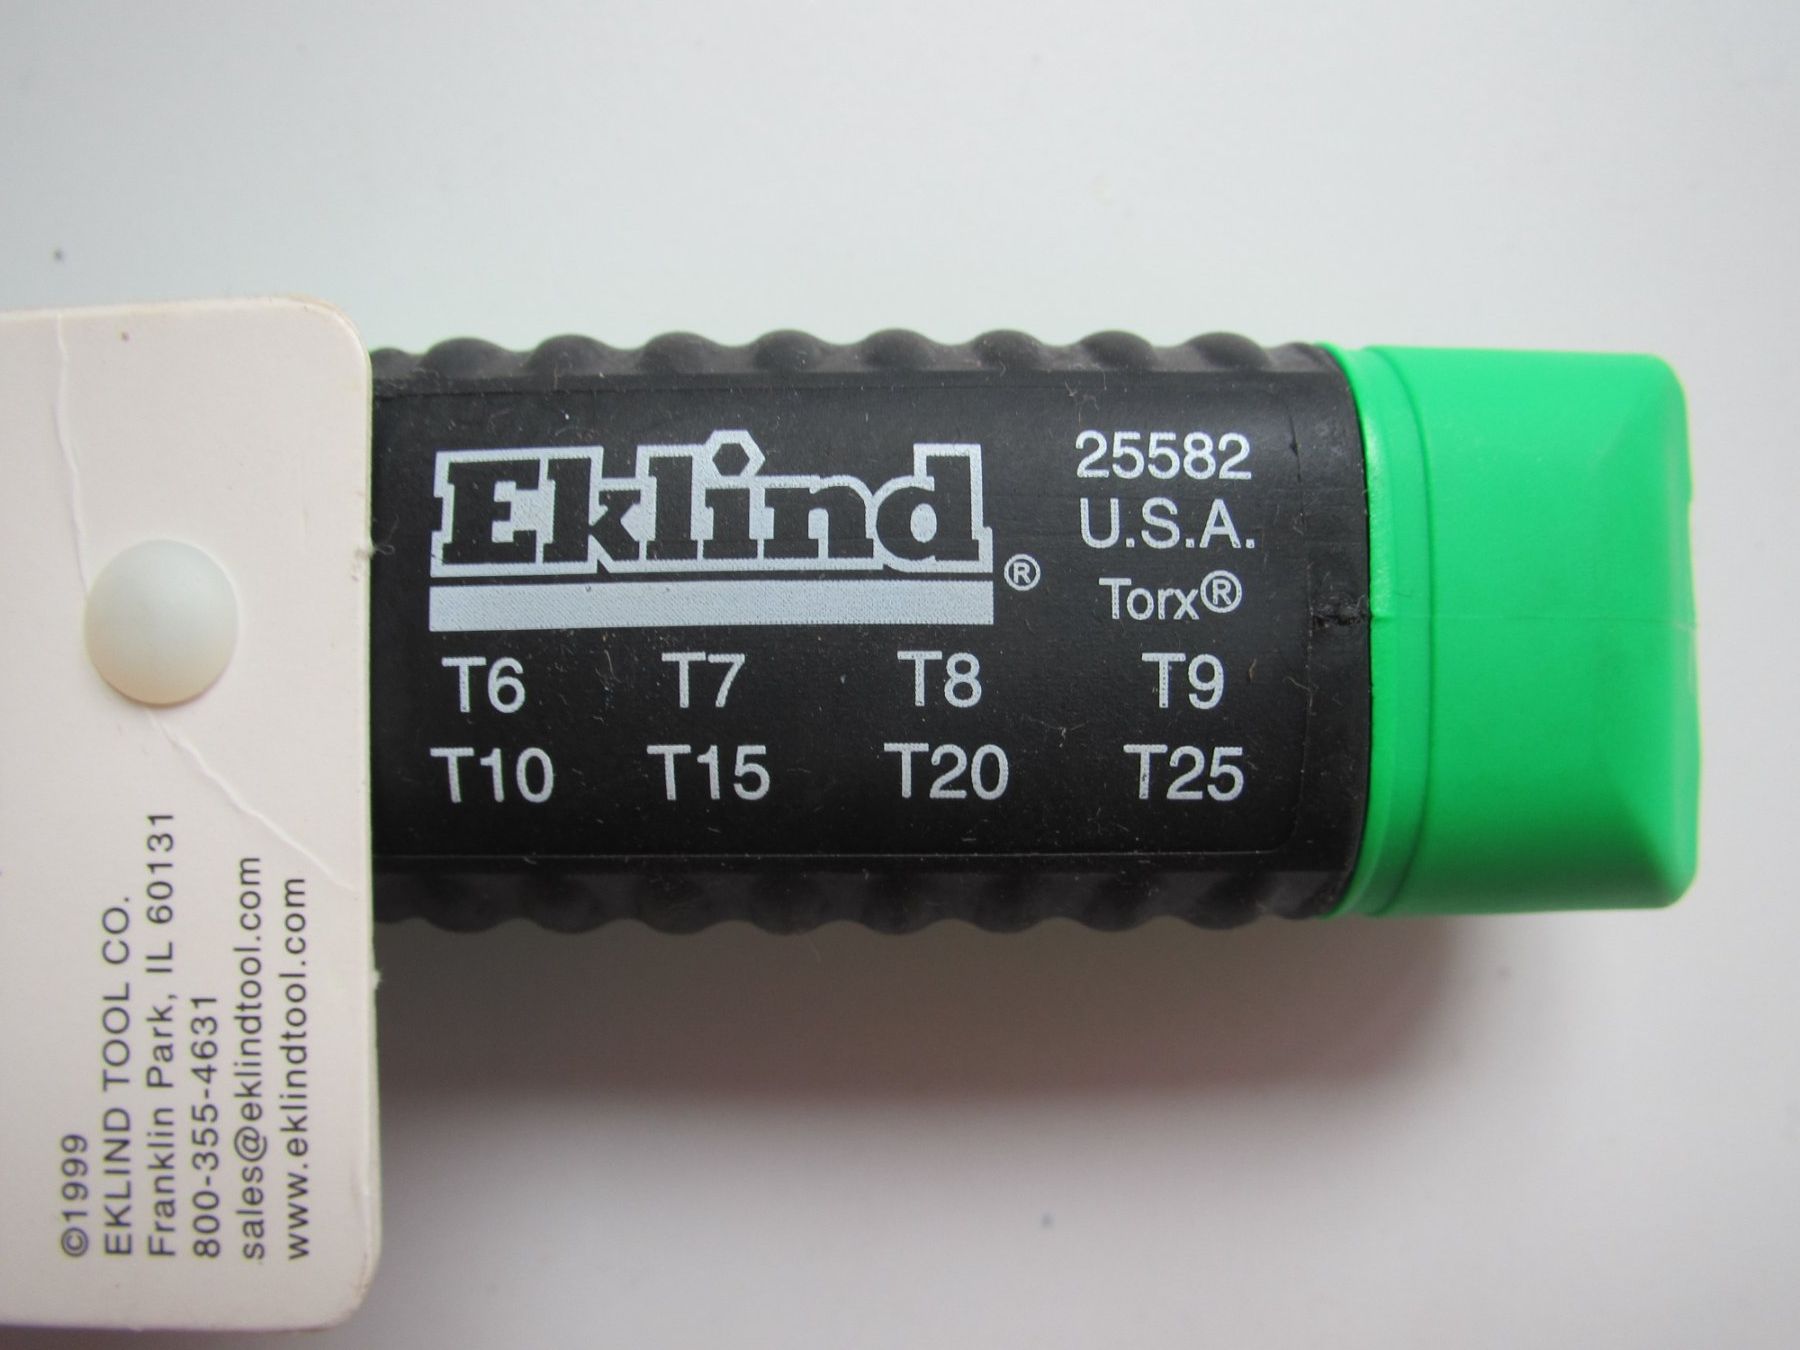 Eklind®
25582
U.S.A.
Torx®
T6 T7 T8 T9
T10 T15 T20 T25
©1999
EKLIND TOOL CO.
Franklin Park, IL 60131
800-355-4631
sales@eklindtool.com
www.eklindtool.com